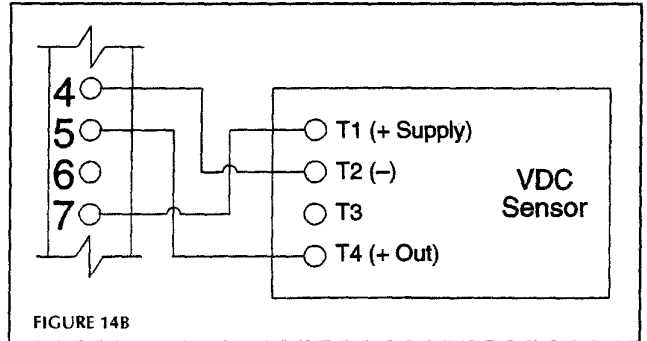 4
5
6
7
T1 (+ Supply)
T2 (–)
T3
T4 (+ Out)
VDC
Sensor
FIGURE 14B